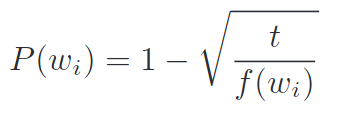 P(w_i) = 1 - \sqrt{\frac{t}{f(w_i)}}